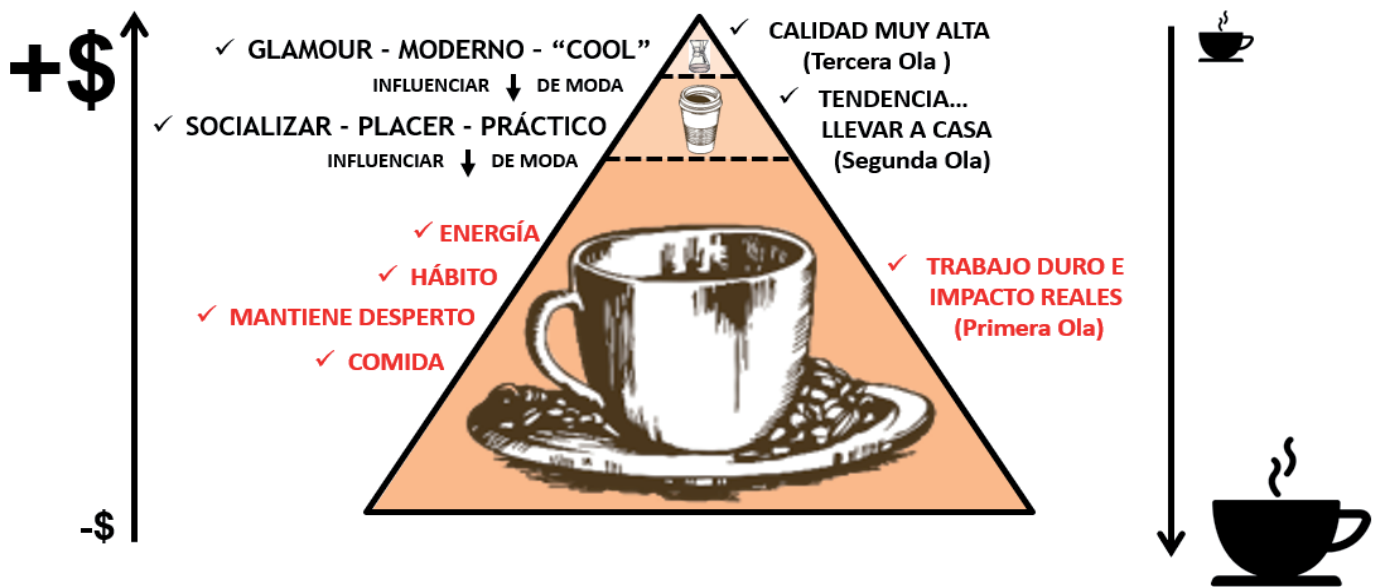 +$
✓ GLAMOUR - MODERNO - “COOL”
INFLUENCIAR ↓ DE MODA
✓ SOCIALIZAR - PLACER - PRÁCTICO
INFLUENCIAR ↓ DE MODA
✓ ENERGÍA
✓ HÁBITO
✓ MANTIENE DESPERTO
✓ COMIDA
-$
✓ CALIDAD MUY ALTA
(Tercera Ola )
✓ TENDENCIA...
LLEVAR A CASA
(Segunda Ola)
✓ TRABAJO DURO E
IMPACTO REALES
(Primera Ola)